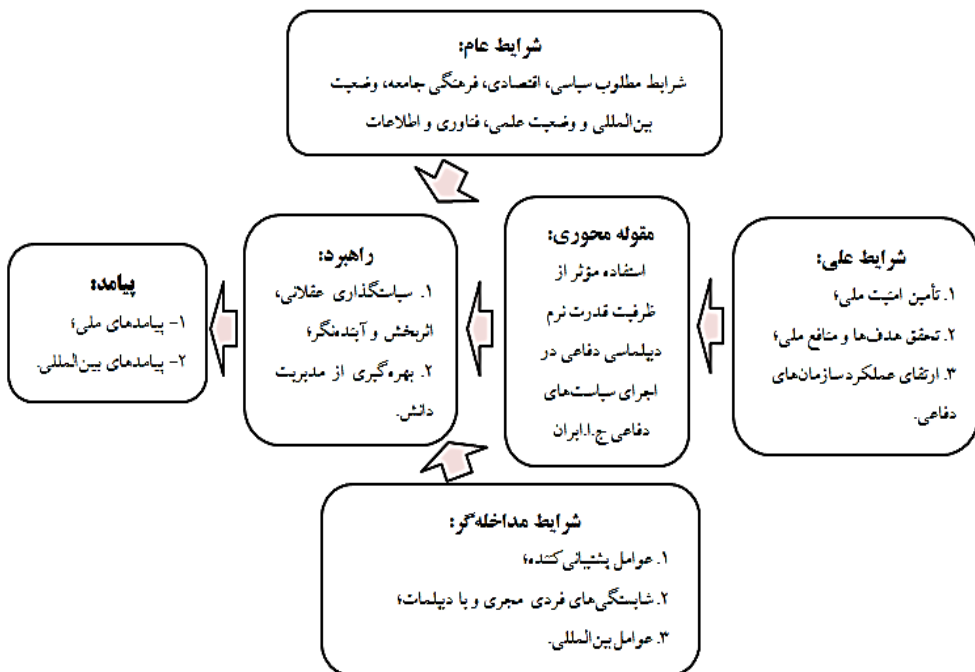 شرایط عام:
شرابط مطلوب سیاسی، اقتصادی، فرهنگی جامعه، وضعیت
بین‌المللی و وضعیت علمی، فناوری و اطلاعات
شرایط علی:
۱. تأمین امنیت ملی؛
۲. تحقق هدف‌ها و منافع ملی؛
۳. ارتقای عملکرد سازمان‌های
دفاعی.
مقوله محوری:
استفاده مؤثر از
ظرفیت قدرت نرم
دیپلماسی دفاعی در
اجرای سیاست‌های
دفاعی ج.ا.ایران
راهبرد:
۱. سیاستگذاری عقلانی،
اثربخش و آینده‌نگر؛
۲. بهره‌گیری از مدیریت
دانش.
پیامد:
۱- پیامدهای ملی؛
۲- پیامدهای بین‌المللی.
شرایط مداخله‌گر:
۱. عوامل پشتیبانی‌کننده؛
۲. شایستگی‌های فردی مجری و یا دیپلمات؛
۳. عوامل بین‌المللی.